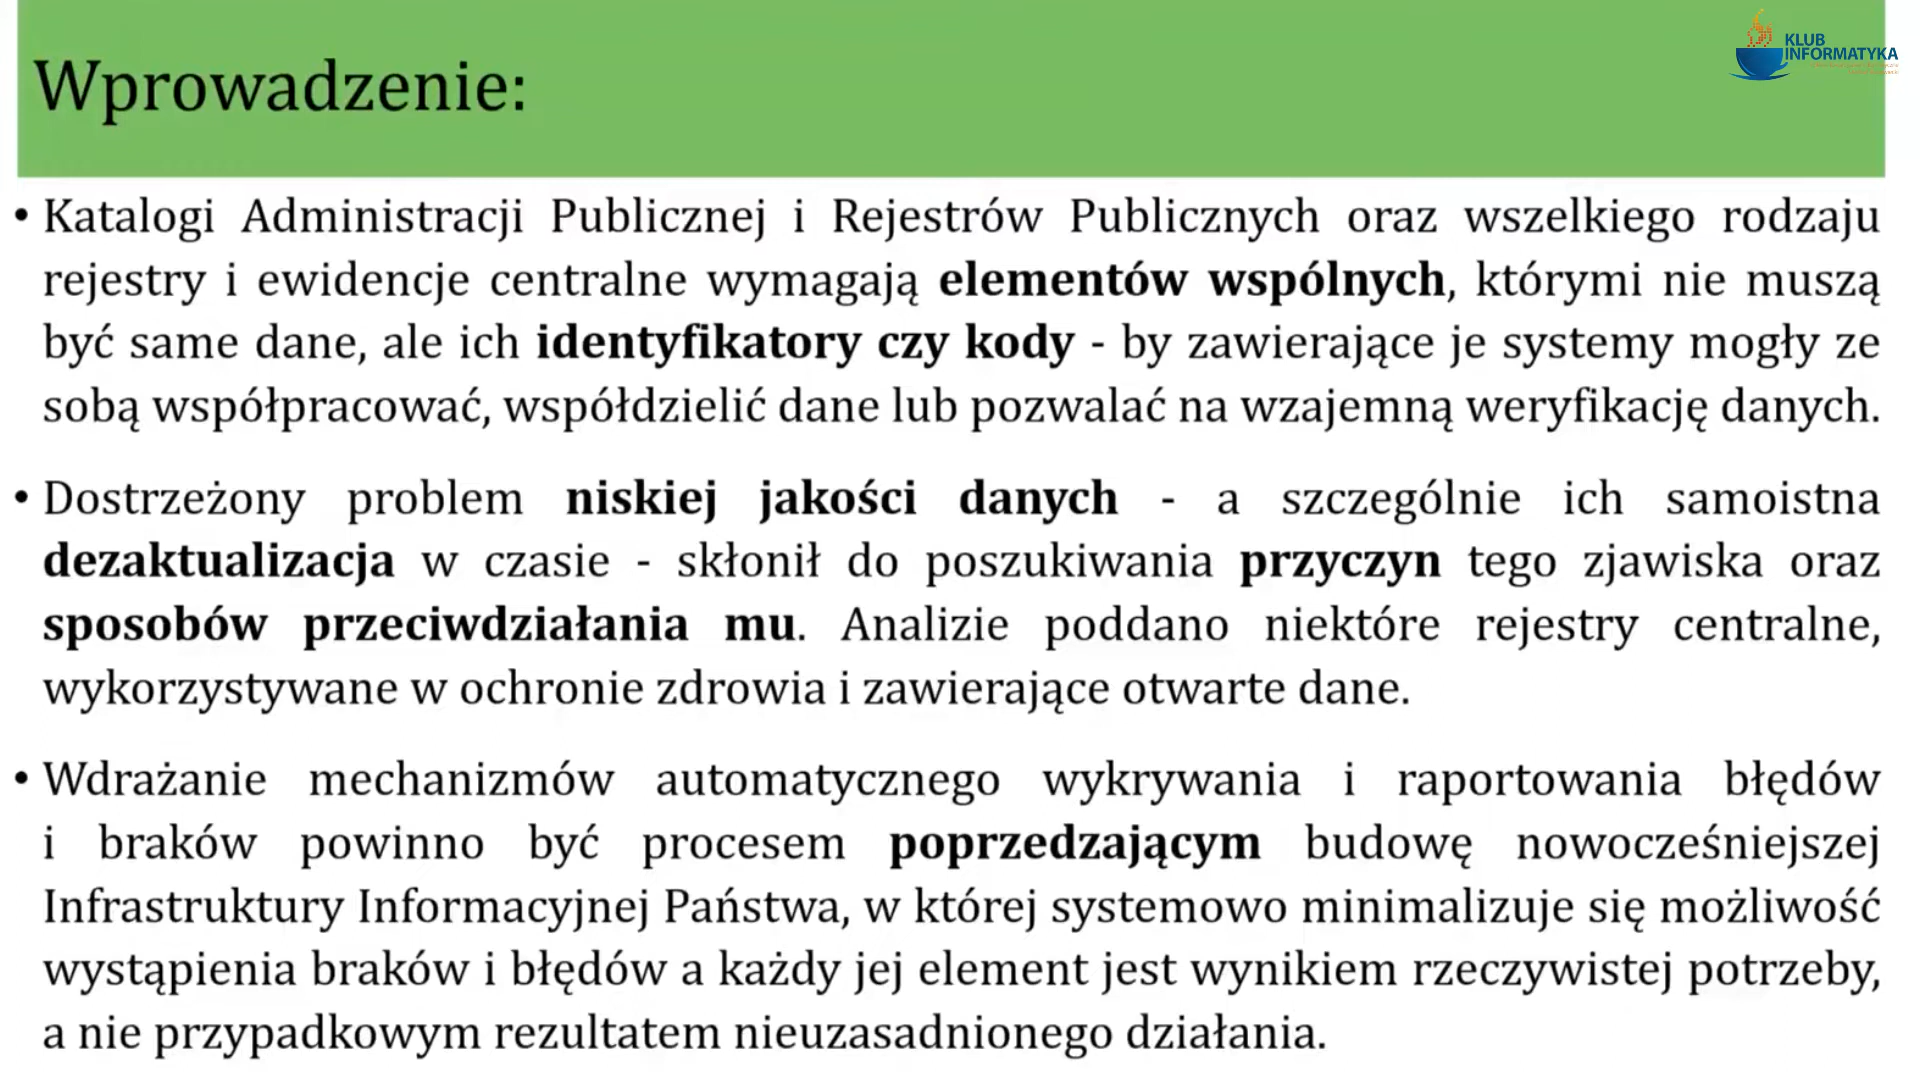 Wprowadzenie:
KLUB
INFORMATYKA
• Katalogi Administracji Publicznej i Rejestrów Publicznych oraz wszelkiego rodzaju
rejestry i ewidencje centralne wymagają elementów wspólnych, którymi nie muszą
być same dane, ale ich identyfikatory czy kody - by zawierające je systemy mogły ze
sobą współpracować, współdzielić dane lub pozwalać na wzajemną weryfikację danych.
• Dostrzeżony problem niskiej jakości danych - a szczególnie ich samoistna
dezaktualizacja w czasie - skłonił do poszukiwania przyczyn tego zjawiska oraz
sposobów przeciwdziałania mu. Analizie poddano niektóre rejestry centralne,
wykorzystywane w ochronie zdrowia i zawierające otwarte dane.
• Wdrażanie mechanizmów automatycznego wykrywania i raportowania błędów
i braków powinno być procesem poprzedzającym budowę nowocześniejszej
Infrastruktury Informacyjnej Państwa, w której systemowo minimalizuje się możliwość
wystąpienia braków i błędów a każdy jej element jest wynikiem rzeczywistej potrzeby,
a nie przypadkowym rezultatem nieuzasadnionego działania.